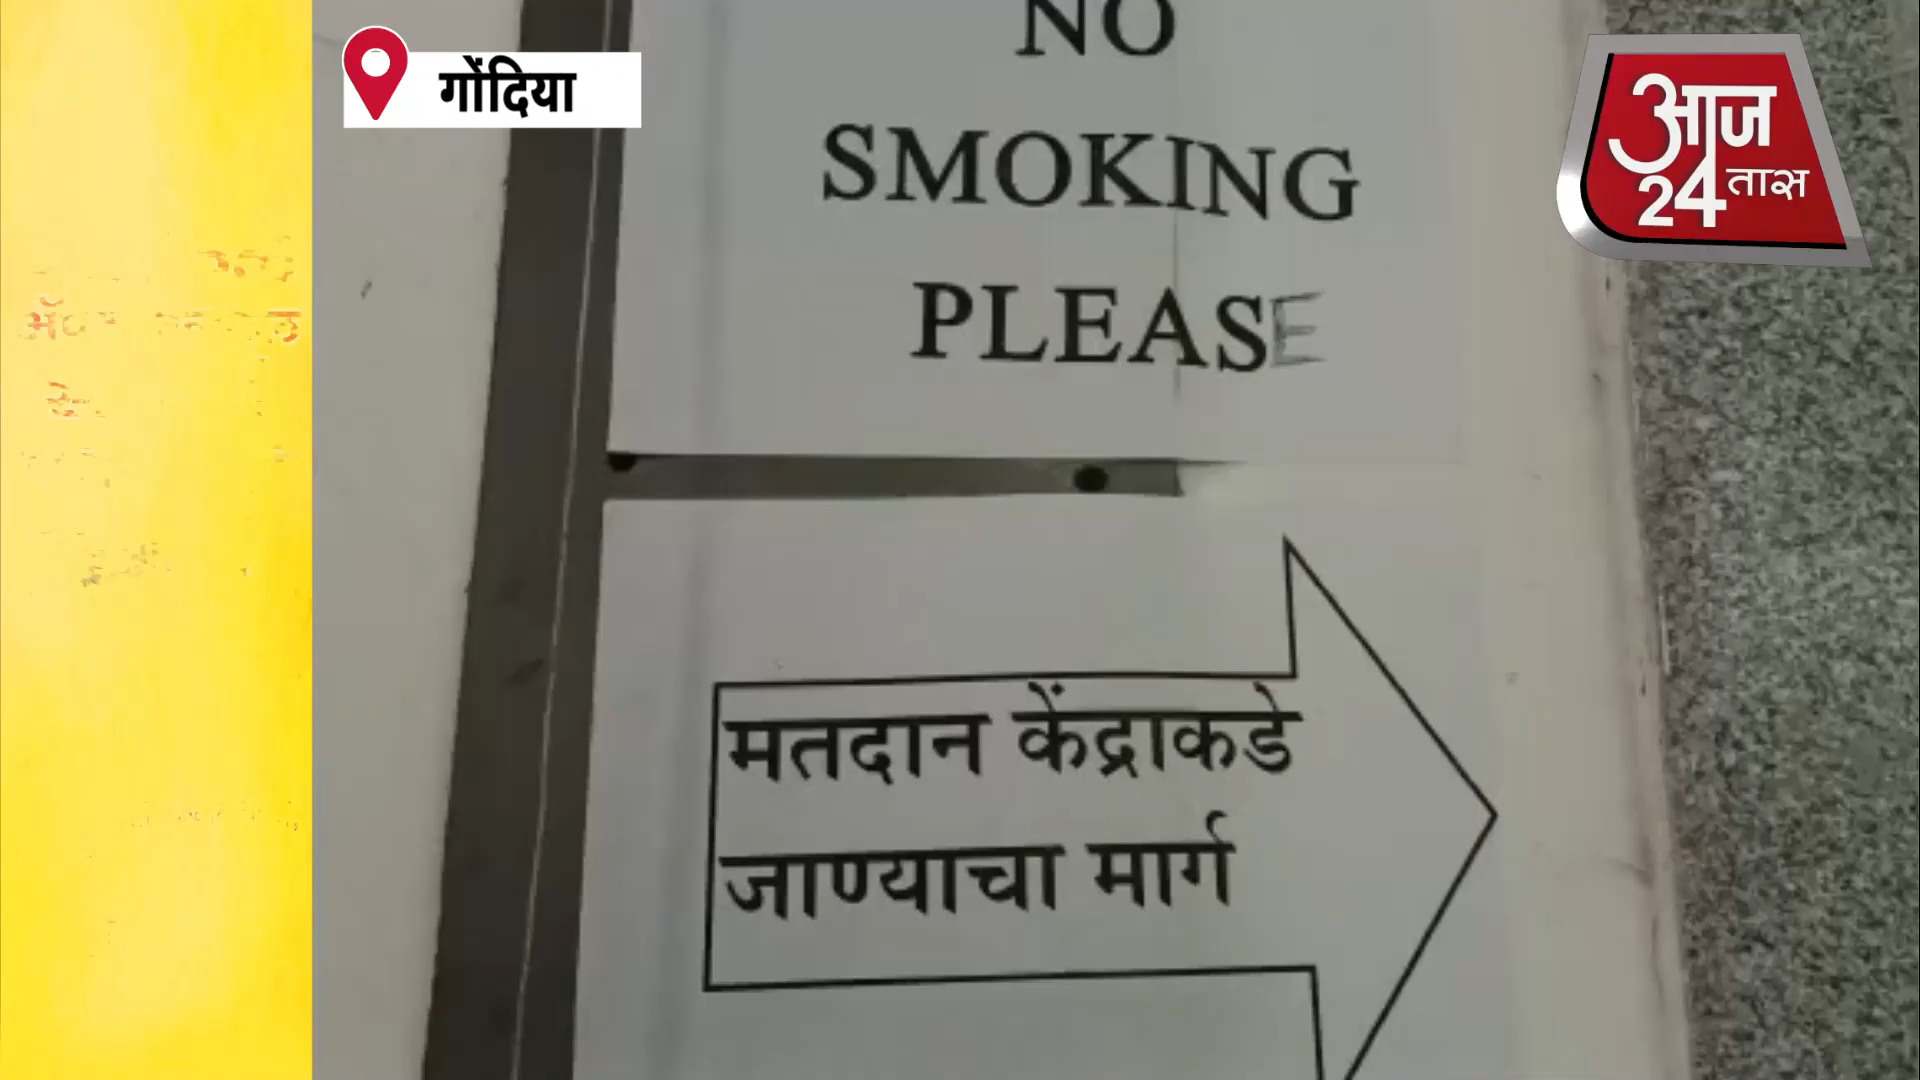 गोंदिया
आज
24 तास
NO
SMOKING
PLEASE
मतदान केंद्राकडे
जाण्याचा मार्ग